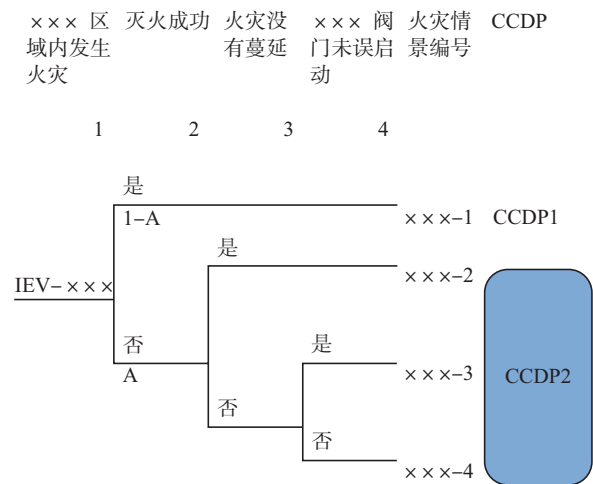 ××× 区域内发生火灾
灭火成功
火灾没有蔓延
××× 阀门未误启动
火灾情景编号
CCDP
1
2
3
4
是
1−A
×××−1
CCDP1
是
×××−2
IEV−×××
否
A
是
×××−3
CCDP2
否
否
×××−4